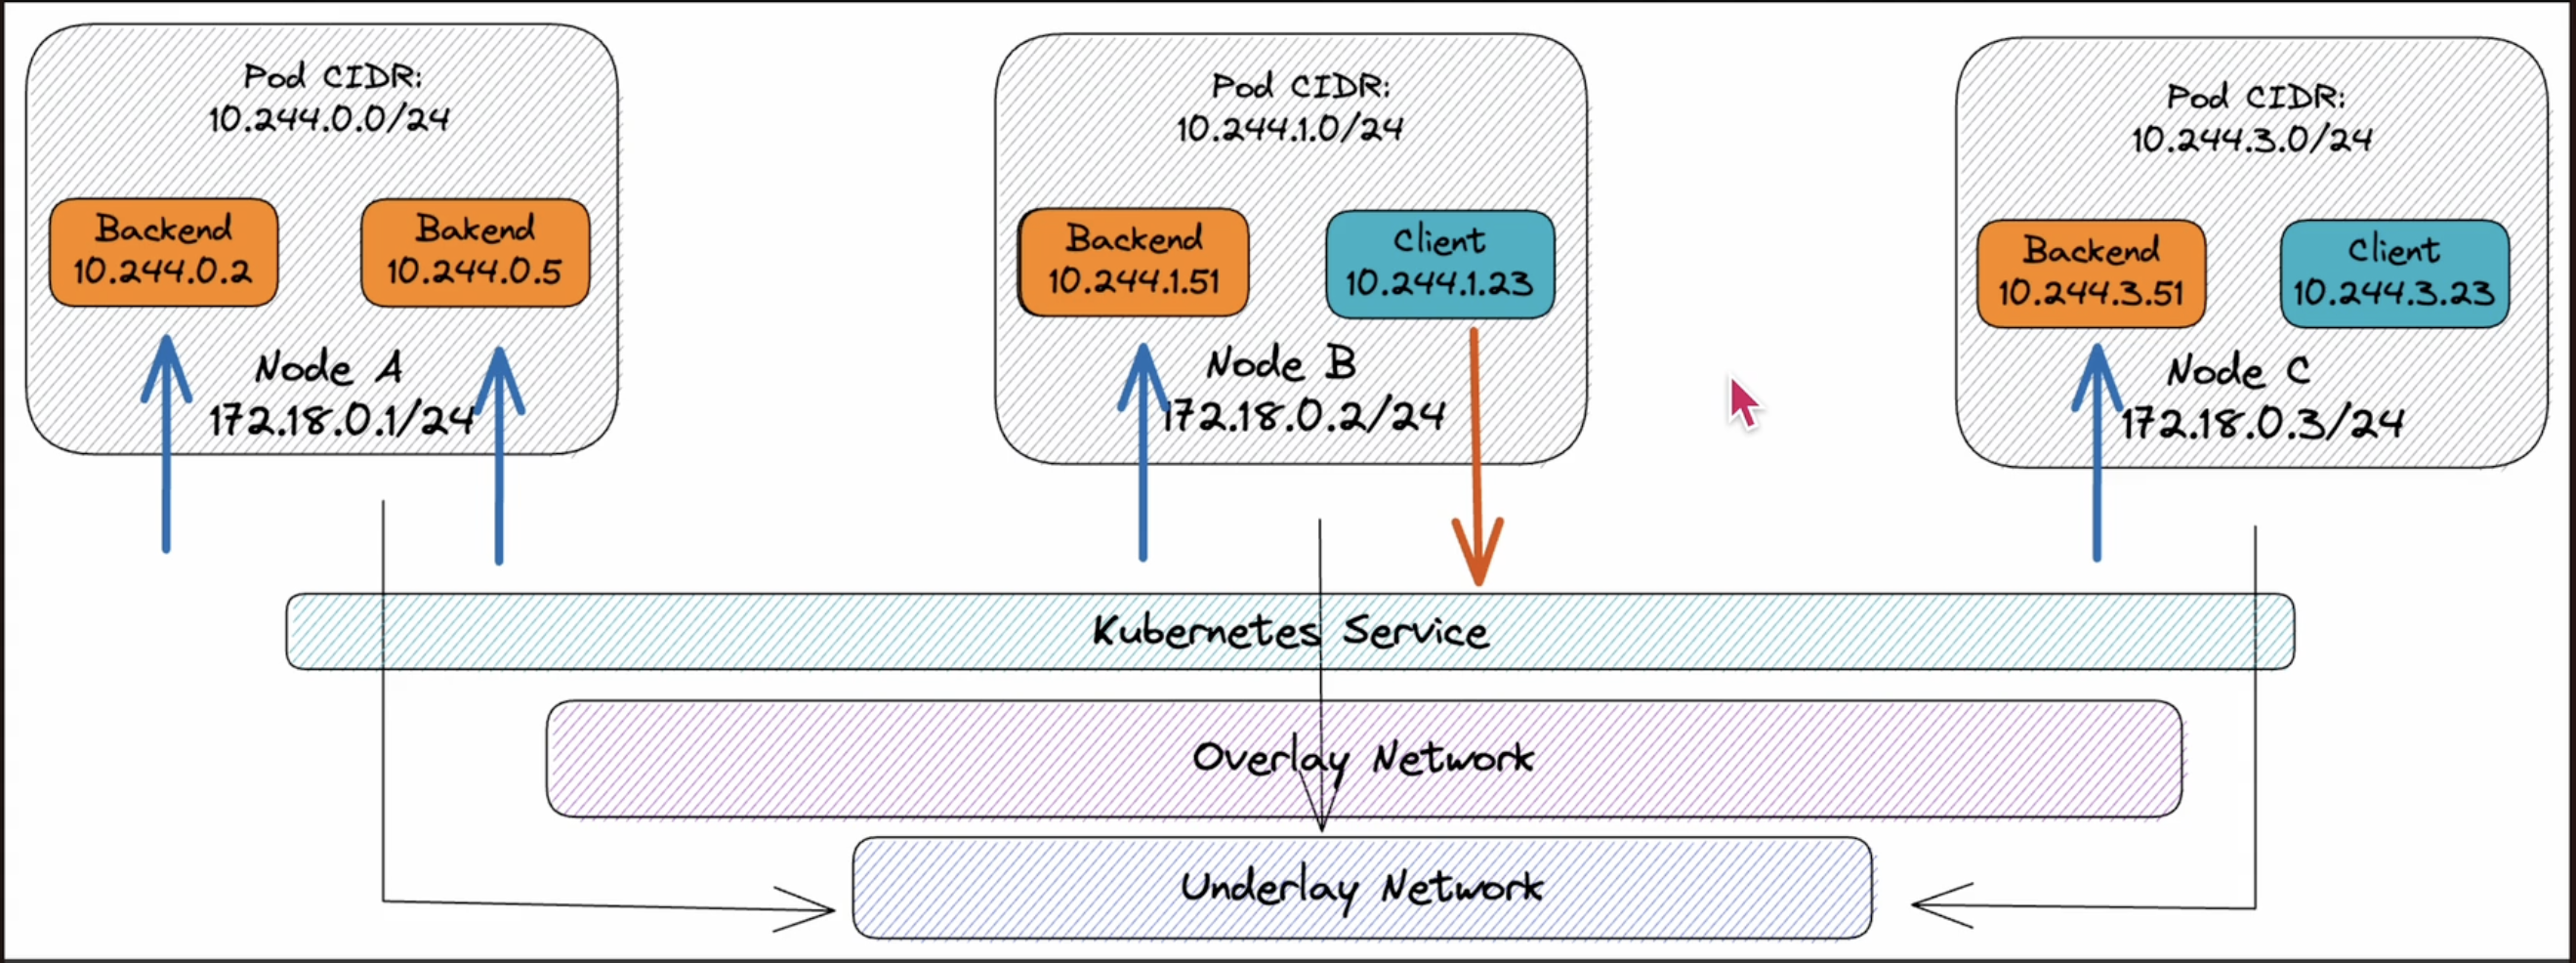 Pod CIDR:
10.244.0.0/24
Backend
10.244.0.2
Bakend
10.244.0.5
Node A
172.18.0.1/24
Pod CIDR:
10.244.1.0/24
Backend
10.244.1.51
Client
10.244.1.23
Node B
172.18.0.2/24
Pod CIDR:
10.244.3.0/24
Backend
10.244.3.51
Client
10.244.3.23
Node C
172.18.0.3/24
Kubernetes Service
Overlay Network
Underlay Network